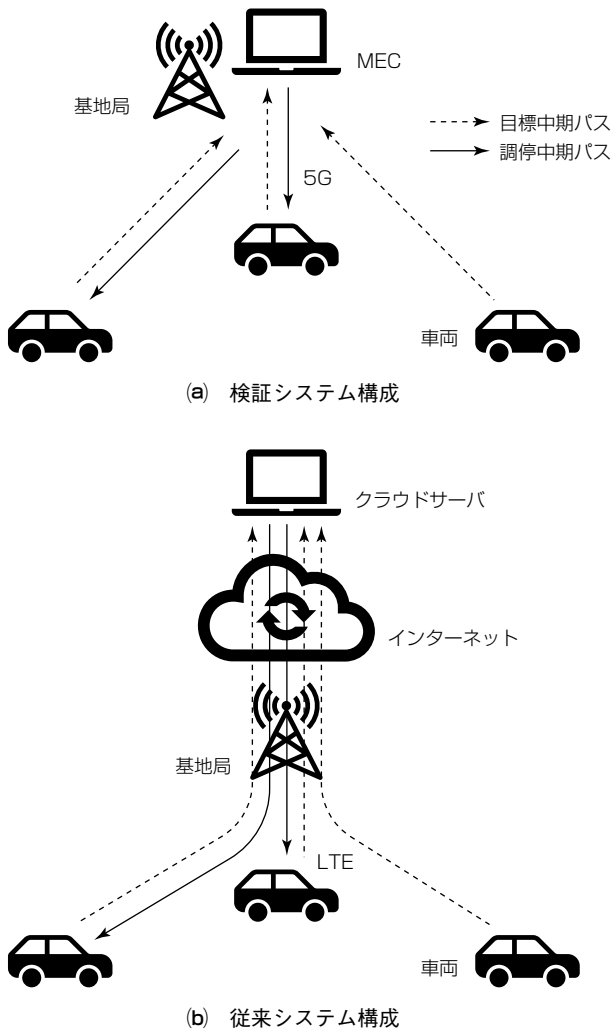 MEC
基地局
目標中期パス
調停中期パス
5G
車両
(a) 検証システム構成
クラウドサーバ
インターネット
基地局
LTE
車両
(b) 従来システム構成